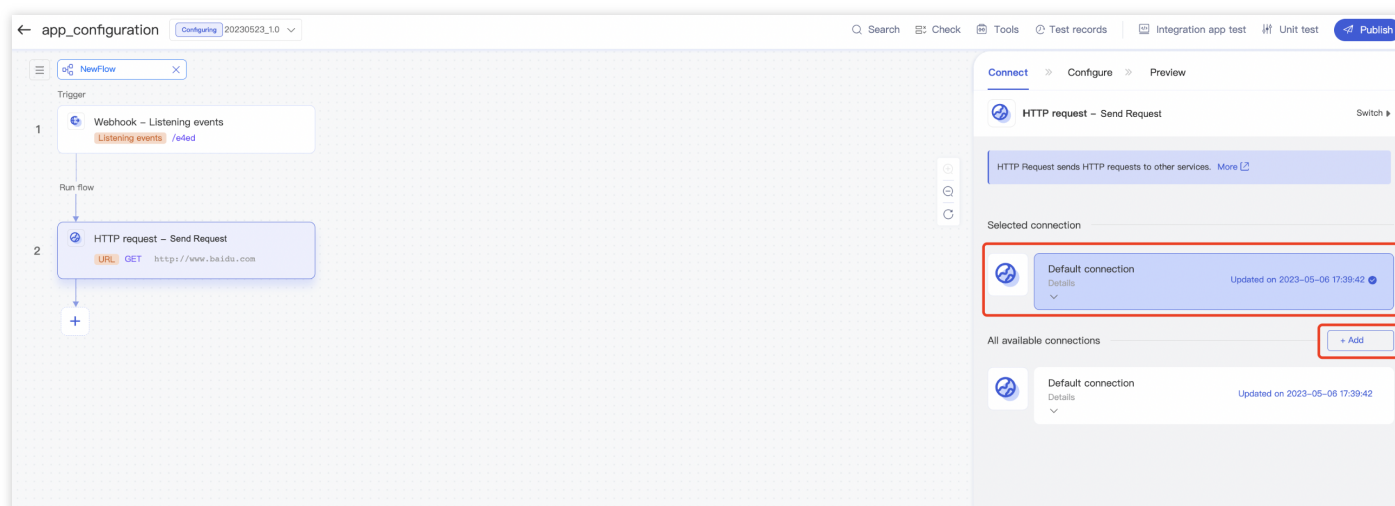 app_configuration Configuring 20230523_1.0 Search Check Tools Test records Integration app test Unit test Publish
NewFlow
Trigger
1 Webhook – Listening events
Listening events /e4ed
Run flow
2 HTTP request – Send Request
URL GET http://www.baidu.com
+
Connect Configure Preview
HTTP request – Send Request Switch
HTTP Request sends HTTP requests to other services. More
Selected connection
Default connection
Details
Updated on 2023-05-06 17:39:42
All available connections + Add
Default connection
Details
Updated on 2023-05-06 17:39:42